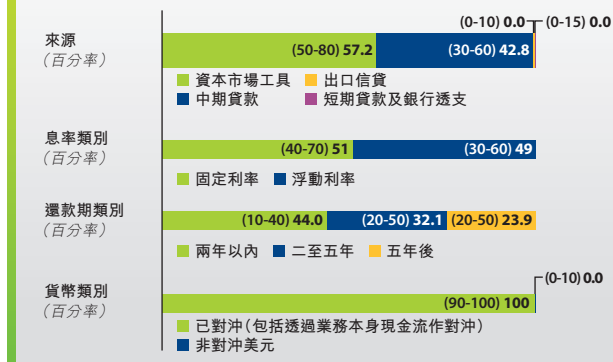 (0-10) 0.0 (0-15) 0.0
來源
(百分率)
(50-80) 57.2 (30-60) 42.8
資本市場工具 出口信貸
中期貸款 短期貸款及銀行透支
息率類別
(百分率)
(40-70) 51 (30-60) 49
固定利率 浮動利率
還款期類別
(百分率)
(10-40) 44.0 (20-50) 32.1 (20-50) 23.9
兩年以內 二至五年 五年後
(0-10) 0.0
貨幣類別
(百分率)
(90-100) 100
已對沖(包括透過業務本身現金流作對沖)
非對沖美元